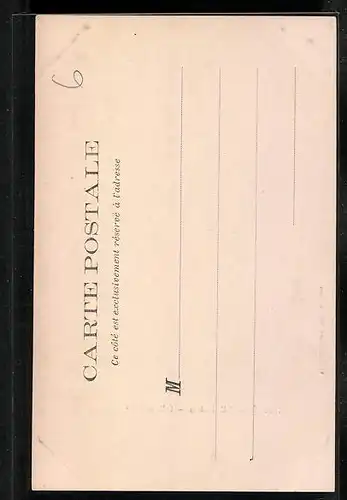 6
CARTE POSTALE
Ce côté est exclusivement réservé à l'adresse
M